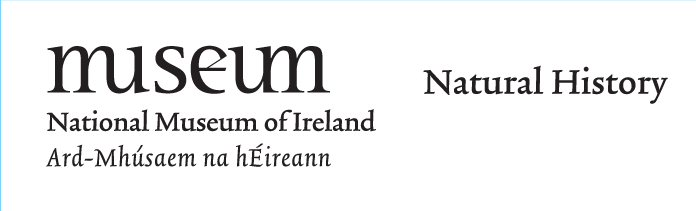 museum
National Museum of Ireland
Ard-Mhúsaem na hÉireann
Natural History